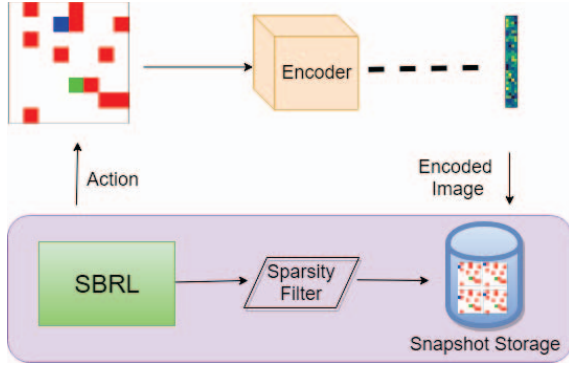 Encoder
Action
Encoded
Image
SBRL
Sparsity
Filter
Snapshot Storage